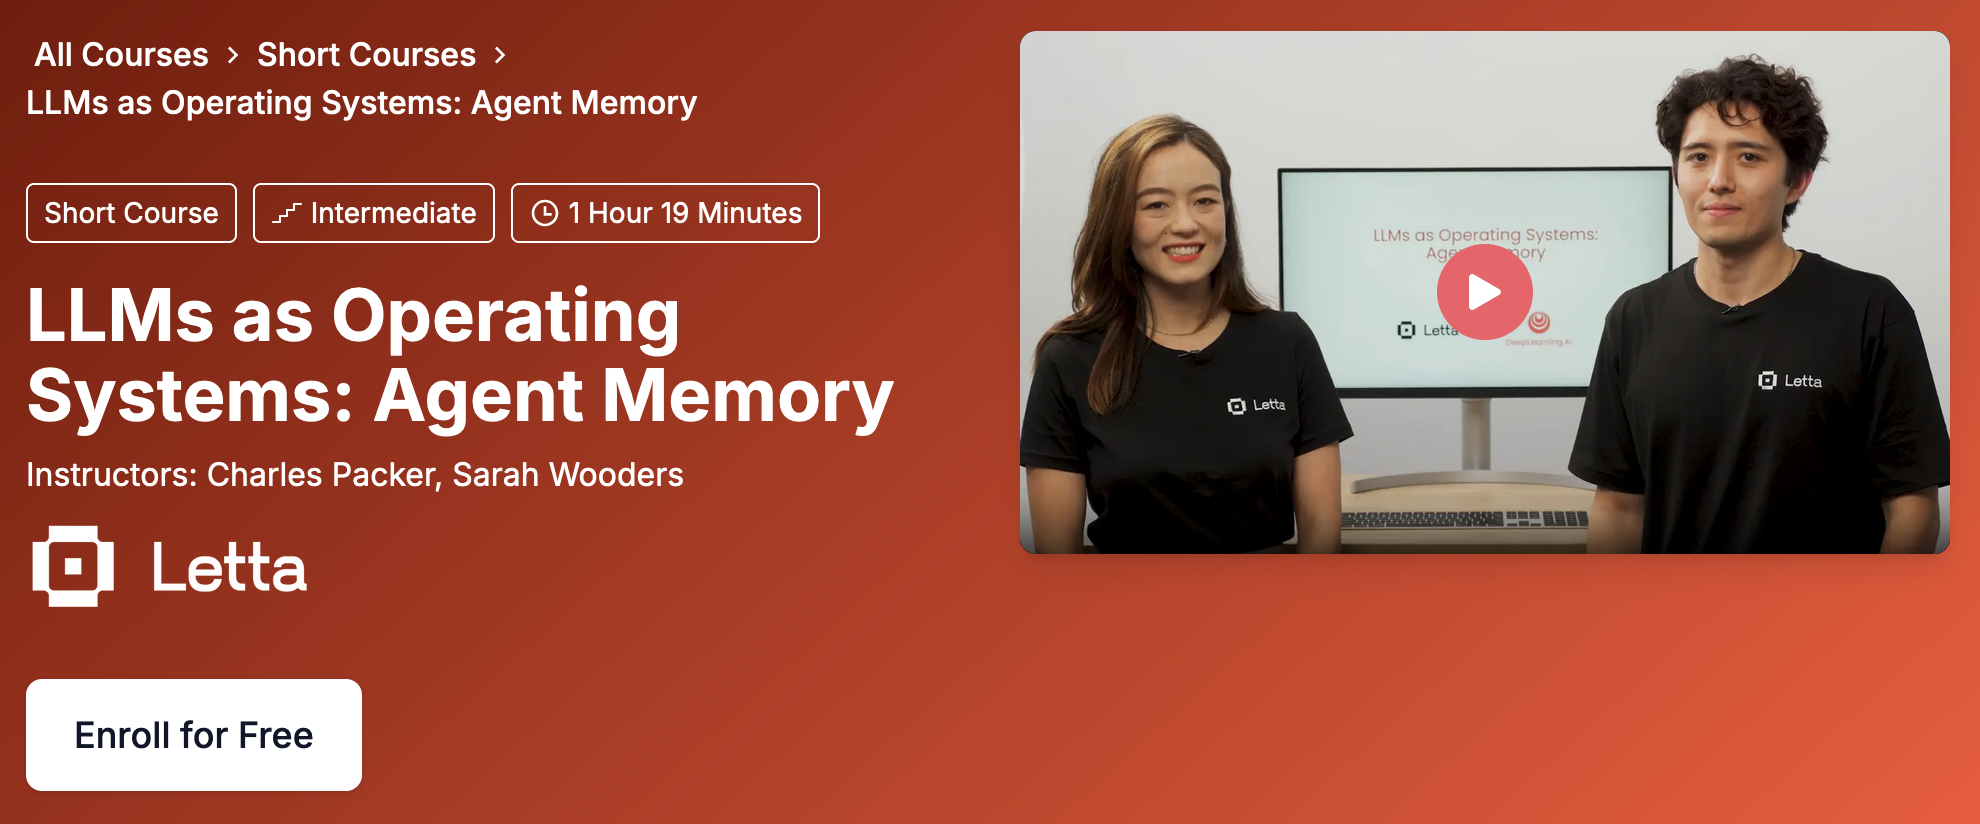 All Courses > Short Courses >
LLMs as Operating Systems: Agent Memory
Short Course
Intermediate
1 Hour 19 Minutes
LLMs as Operating
Systems: Agent Memory
Instructors: Charles Packer, Sarah Wooders
Letta
Enroll for Free
LLMs as Operating Systems:
Letta
DeepLearning.AI
Letta
Letta